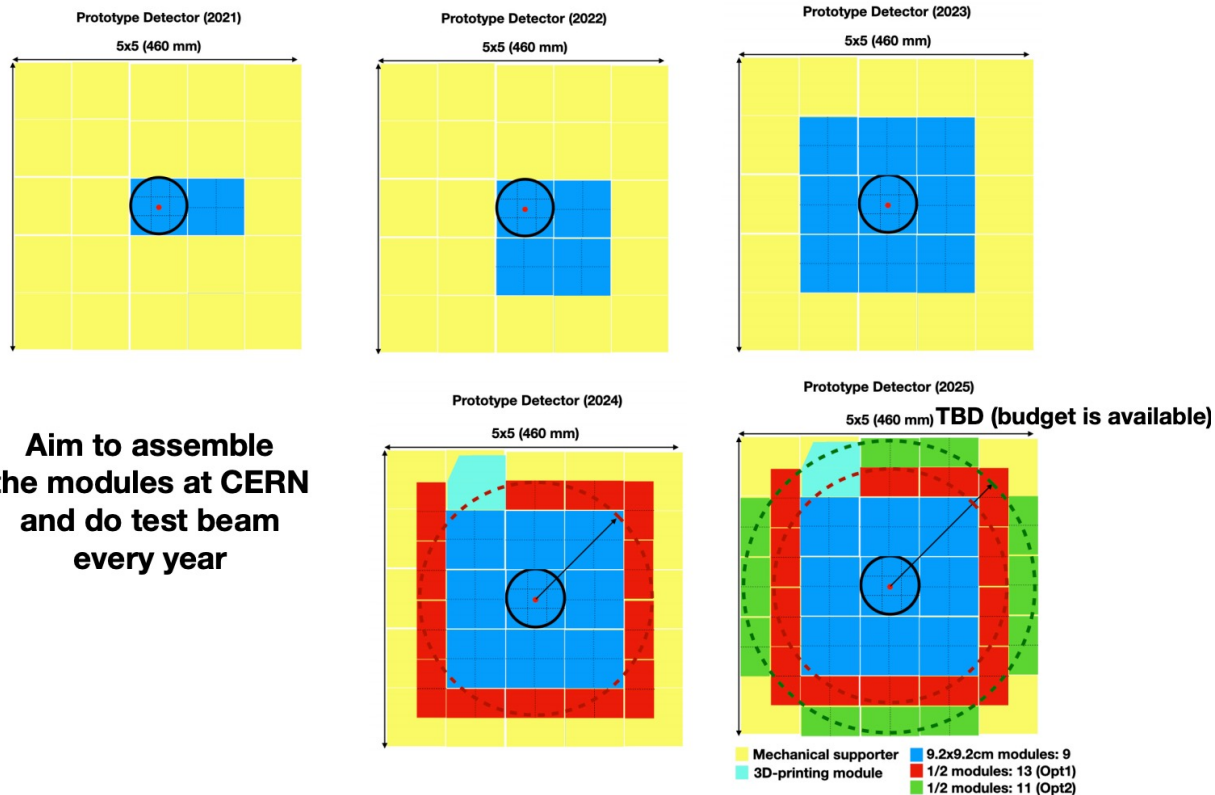 Prototype Detector (2021)
5x5 (460 mm)
Prototype Detector (2022)
5x5 (460 mm)
Prototype Detector (2023)
5x5 (460 mm)
Aim to assemble
the modules at CERN
and do test beam
every year
Prototype Detector (2024)
5x5 (460 mm)
Prototype Detector (2025)
5x5 (460 mm) TBD (budget is available)
Mechanical supporter
3D-printing module
9.2x9.2cm modules: 9
1/2 modules: 13 (Opt1)
1/2 modules: 11 (Opt2)